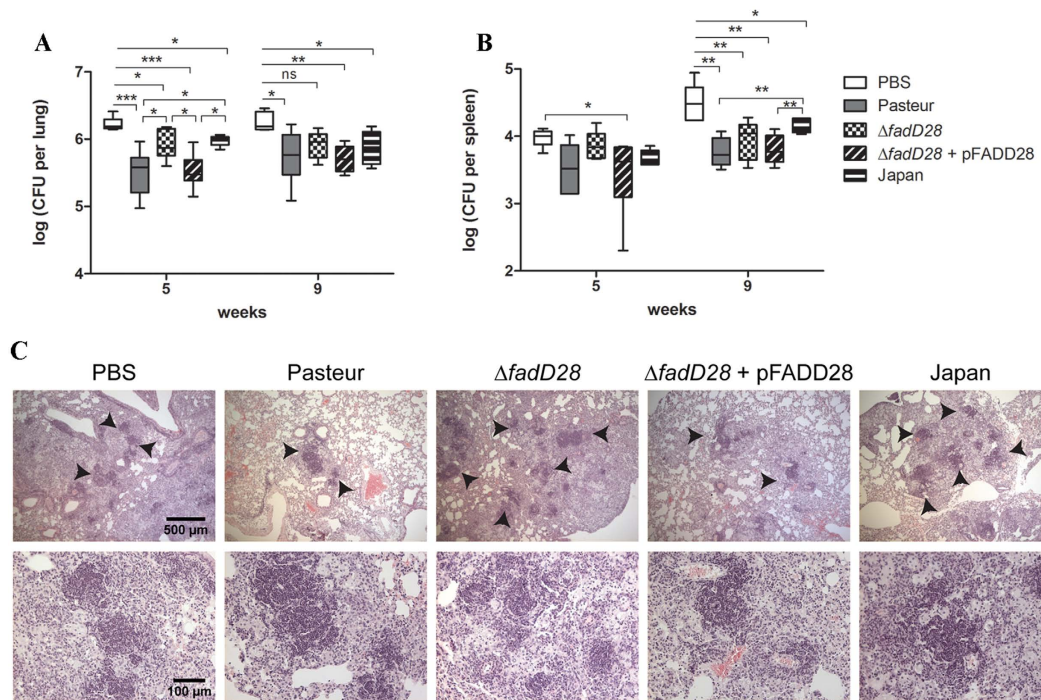 A
log (CFU per lung)
7
6
5
4
*
***
*
***
*
*
*
*
*
**
ns
*
5
9
weeks
B
log (CFU per spleen)
5
4
3
2
*
*
**
**
**
**
**
5
9
weeks
PBS
Pasteur
ΔfadD28
ΔfadD28 + pFADD28
Japan
C
PBS
Pasteur
ΔfadD28
ΔfadD28 + pFADD28
Japan
500 µm
100 µm